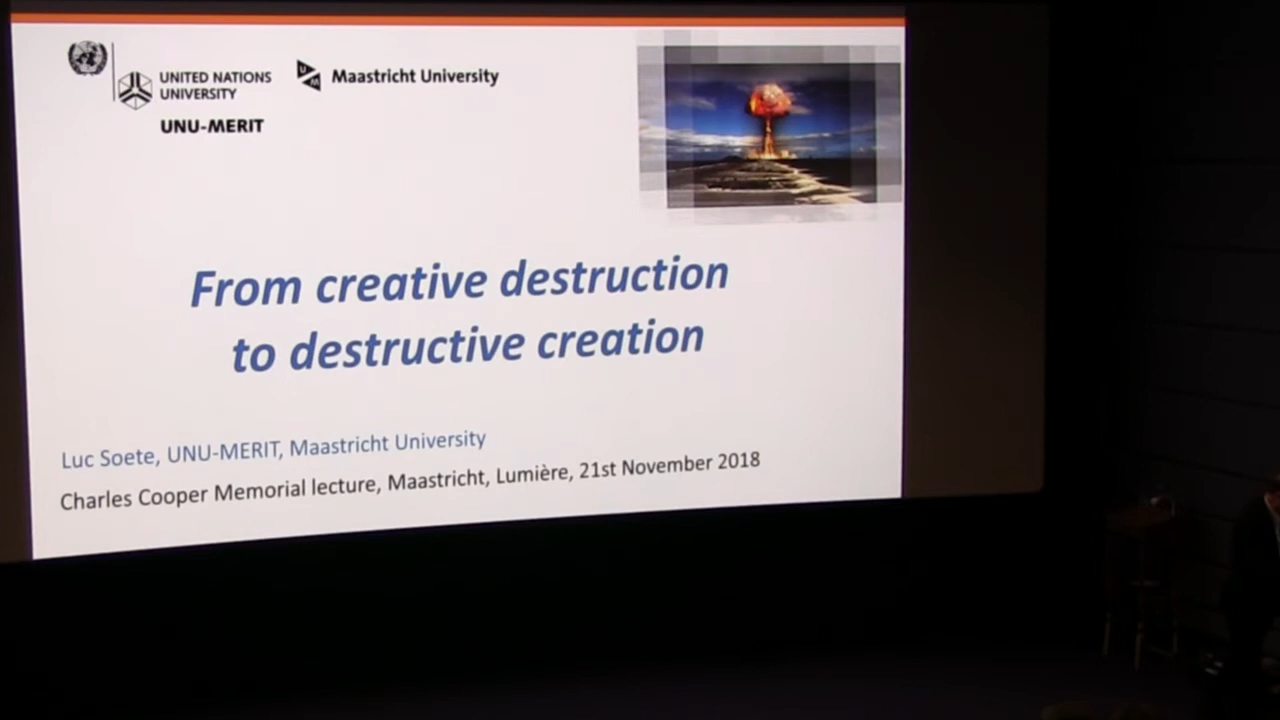 UNITED NATIONS
UNIVERSITY
UNU-MERIT
UM
Maastricht University
From creative destruction
to destructive creation
Luc Soete, UNU-MERIT, Maastricht University
Charles Cooper Memorial lecture, Maastricht, Lumière, 21st November 2018